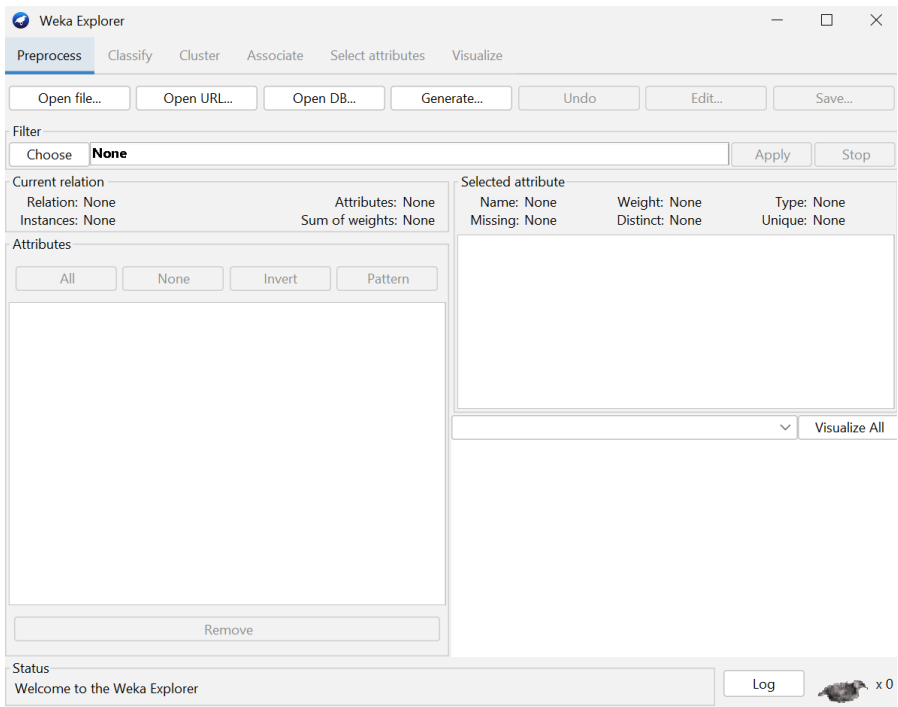 Weka Explorer
Preprocess Classify Cluster Associate Select attributes Visualize
Open file... Open URL... Open DB... Generate... Undo Edit... Save...
Filter
Choose None Apply Stop
Current relation
Relation: None Attributes: None
Instances: None Sum of weights: None
Selected attribute
Name: None Weight: None Type: None
Missing: None Distinct: None Unique: None
Attributes
All None Invert Pattern
Visualize All
Remove
Status
Welcome to the Weka Explorer
Log x 0